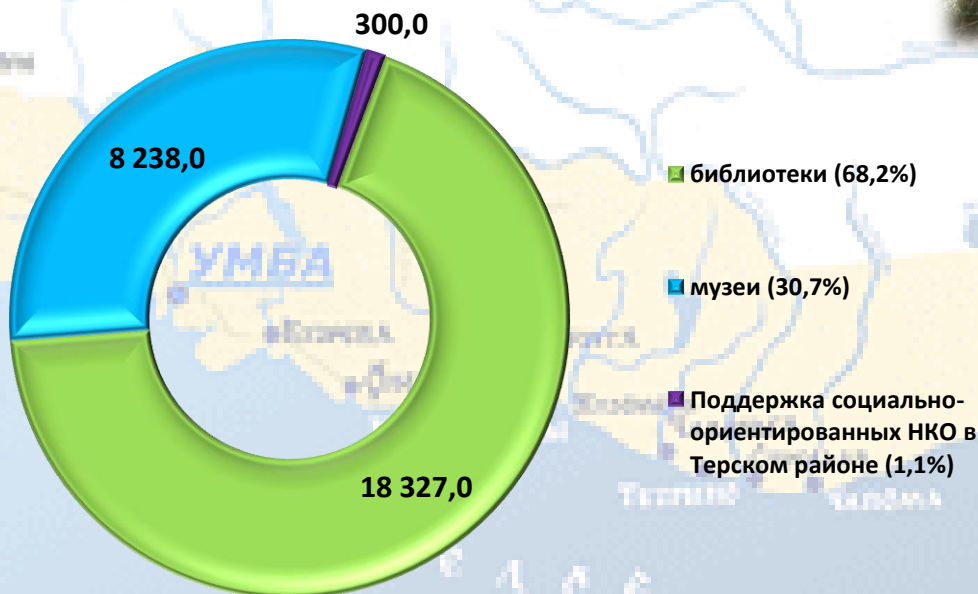 300,0
8 238,0
18 327,0
библиотеки (68,2%)
музеи (30,7%)
Поддержка социально-
ориентированных НКО в
Терском районе (1,1%)
УМБА